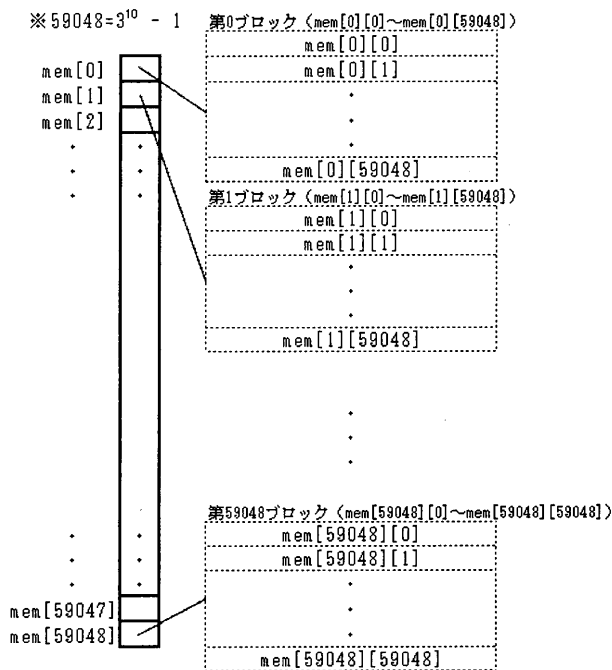 ※59048=3¹⁰ - 1
第0ブロック (mem[0][0]～mem[0][59048])
mem[0]
mem[1]
mem[2]
mem[0][0]
mem[0][1]
mem[0][59048]
第1ブロック (mem[1][0]～mem[1][59048])
mem[1][0]
mem[1][1]
mem[1][59048]
第59048ブロック (mem[59048][0]～mem[59048][59048])
mem[59048][0]
mem[59048][1]
mem[59047]
mem[59048]
mem[59048][59048]